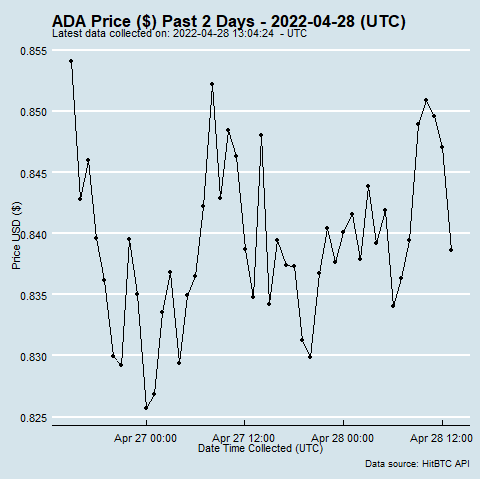 ADA Price ($) Past 2 Days - 2022-04-28 (UTC)
Latest data collected on: 2022-04-28 13:04:24 - UTC
0.855
0.850
0.845
0.840
0.835
0.830
0.825
Price USD ($)
Apr 27 00:00
Apr 27 12:00
Apr 28 00:00
Apr 28 12:00
Date Time Collected (UTC)
Data source: HitBTC API